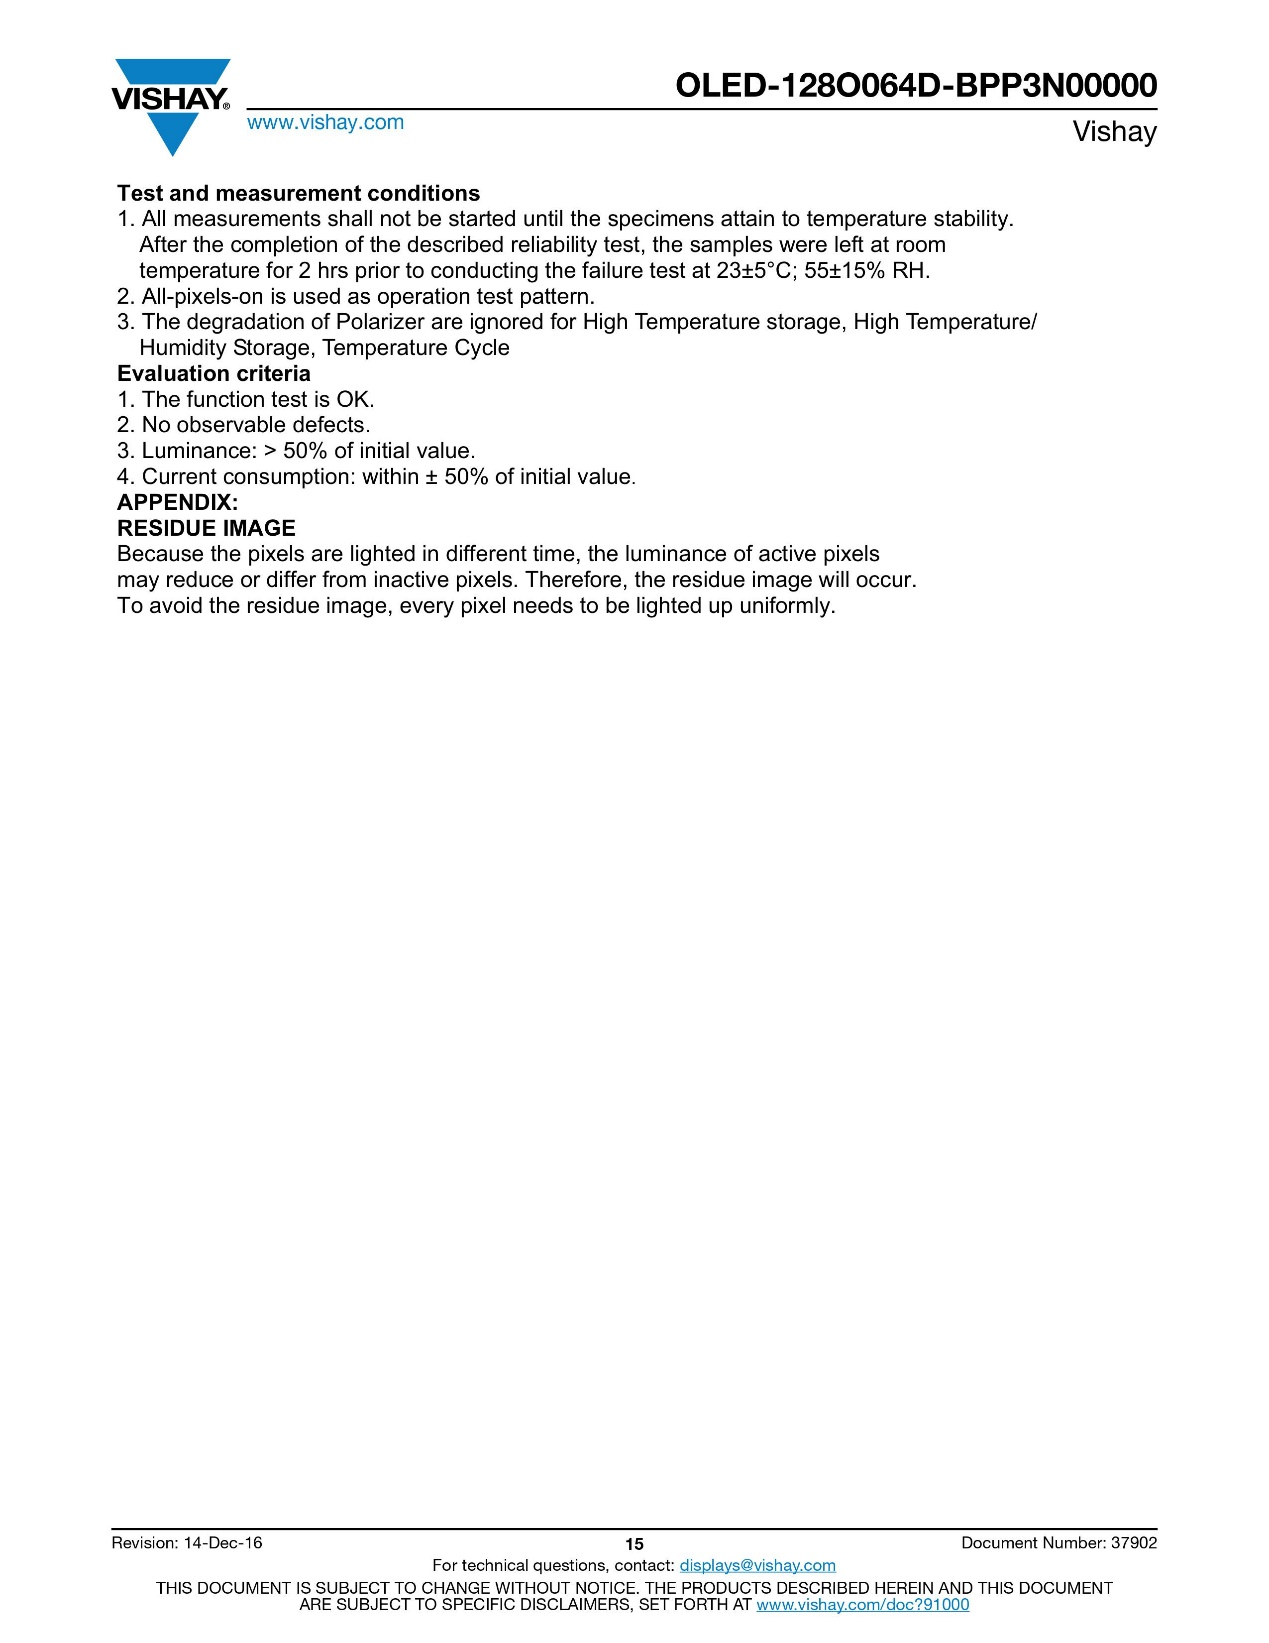 VISHAY®
OLED-128O064D-BPP3N00000
www.vishay.com
Vishay
Test and measurement conditions
1. All measurements shall not be started until the specimens attain to temperature stability.
After the completion of the described reliability test, the samples were left at room
temperature for 2 hrs prior to conducting the failure test at 23±5°C; 55±15% RH.
2. All-pixels-on is used as operation test pattern.
3. The degradation of Polarizer are ignored for High Temperature storage, High Temperature/
Humidity Storage, Temperature Cycle
Evaluation criteria
1. The function test is OK.
2. No observable defects.
3. Luminance: > 50% of initial value.
4. Current consumption: within ± 50% of initial value.
APPENDIX:
RESIDUE IMAGE
Because the pixels are lighted in different time, the luminance of active pixels
may reduce or differ from inactive pixels. Therefore, the residue image will occur.
To avoid the residue image, every pixel needs to be lighted up uniformly.
Revision: 14-Dec-16
15
Document Number: 37902
For technical questions, contact: displays@vishay.com
THIS DOCUMENT IS SUBJECT TO CHANGE WITHOUT NOTICE. THE PRODUCTS DESCRIBED HEREIN AND THIS DOCUMENT
ARE SUBJECT TO SPECIFIC DISCLAIMERS, SET FORTH AT www.vishay.com/doc?91000